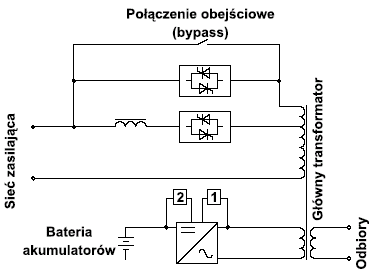 Połączenie obejściowe
(bypass)
Sieć zasilająca
Główny transformator
2
1
Bateria
akumulatorów
Odbiory